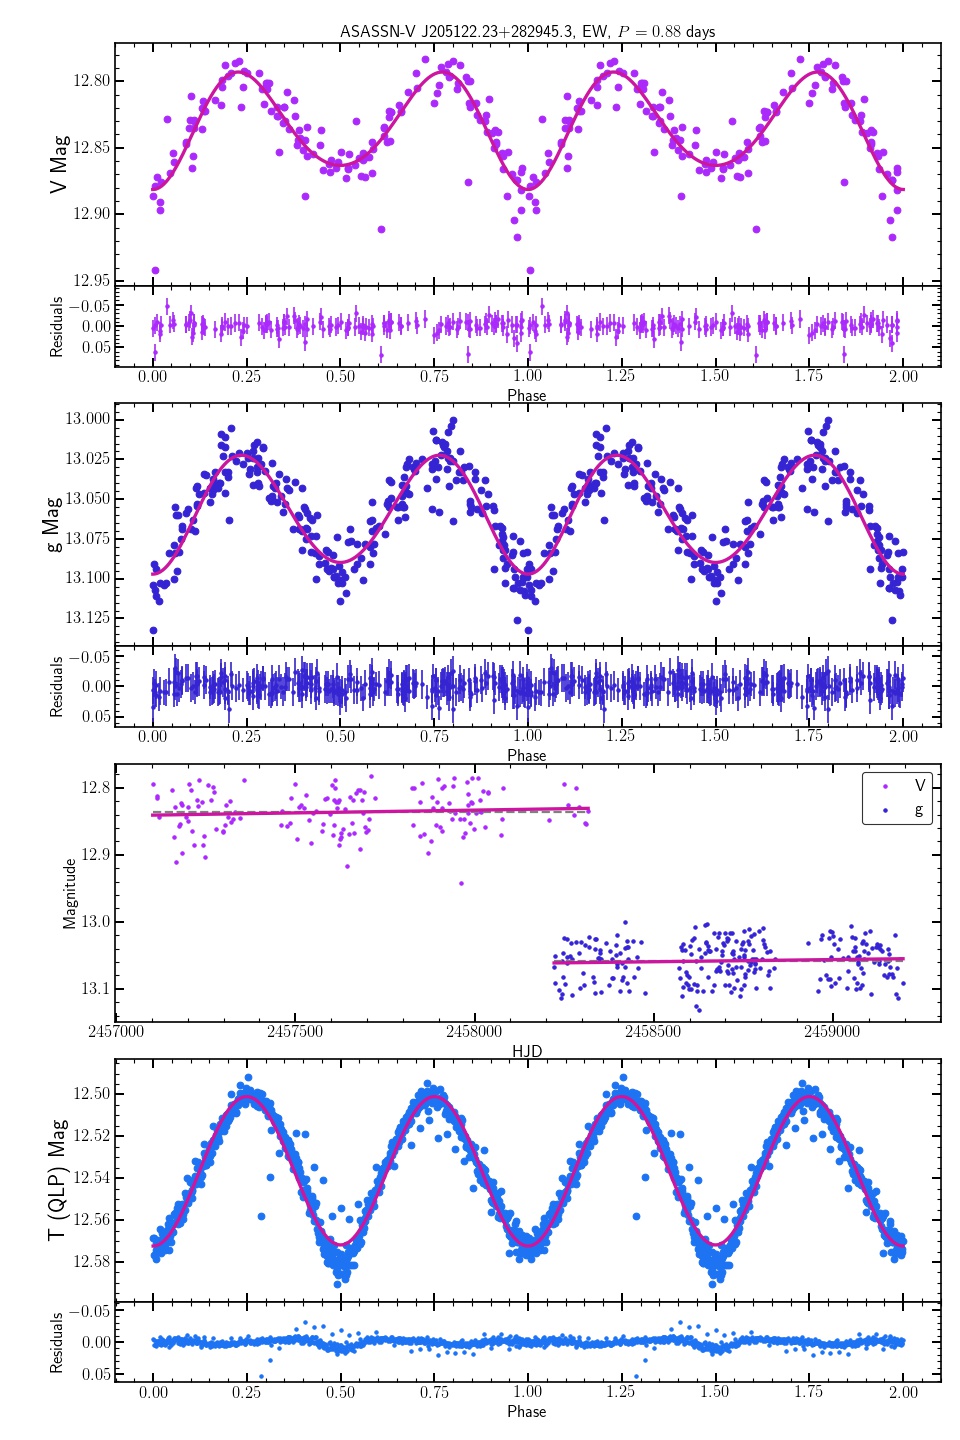 ASASSN-V J205122.23+282945.3, EW, P = 0.88 days
V Mag
12.80
12.85
12.90
12.95
Residuals
−0.05
0.00
0.05
0.00 0.25 0.50 0.75 1.00 1.25 1.50 1.75 2.00
Phase
g Mag
13.000
13.025
13.050
13.075
13.100
13.125
Residuals
−0.05
0.00
0.05
0.00 0.25 0.50 0.75 1.00 1.25 1.50 1.75 2.00
Phase
Magnitude
12.8
12.9
13.0
13.1
V
g
2457000 2457500 2458000 2458500 2459000
HJD
T (QLP) Mag
12.50
12.52
12.54
12.56
12.58
Residuals
−0.05
0.00
0.05
0.00 0.25 0.50 0.75 1.00 1.25 1.50 1.75 2.00
Phase